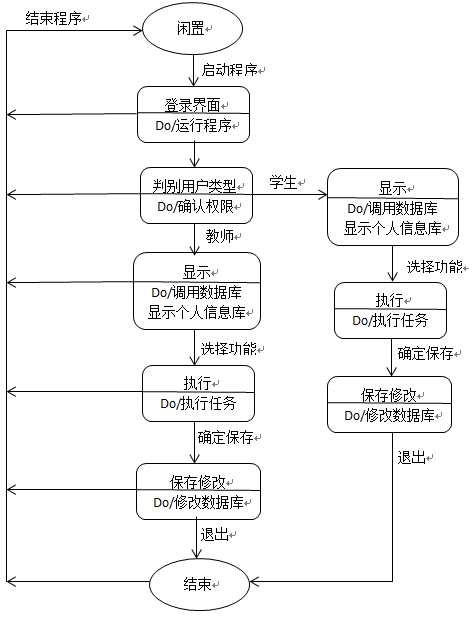 结束程序
闲置
启动程序
登录界面
Do/运行程序
判别用户类型
Do/确认权限
学生
显示
Do/调用数据库
显示个人信息库
教师
显示
Do/调用数据库
显示个人信息库
选择功能
执行
Do/执行任务
选择功能
执行
Do/执行任务
确定保存
保存修改
Do/修改数据库
确定保存
保存修改
Do/修改数据库
退出
退出
结束